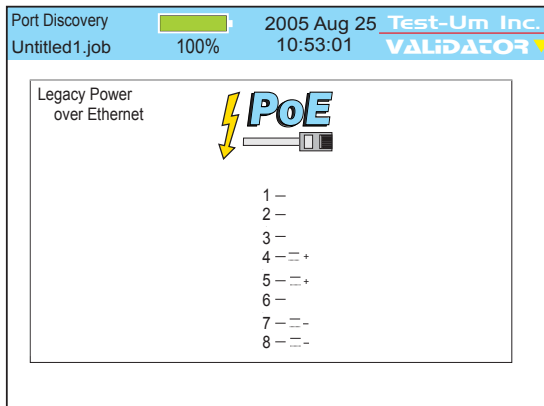 Port Discovery
2005 Aug 25
Test-Um Inc.
Untitled1.job
100%
10:53:01
VALiDATOR
Legacy Power
over Ethernet
PoE
1 –
2 –
3 –
4 – +
5 – +
6 –
7 – –
8 – –